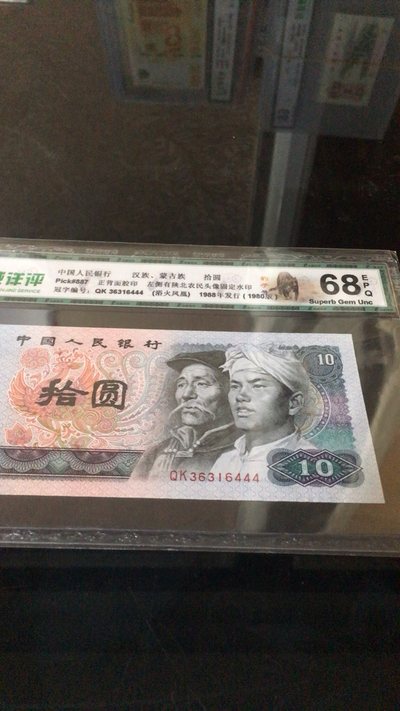 评
中国人民银行 汉族、蒙古族 拾圆
Pick#887 正背面胶印 左侧有陕北农民头像固定水印
冠字编号: QK 36316444 (浴火凤凰) 1988年发行 (1980版)
68 EPQ
Superb Gem Unc
中国人民银行
10
拾圆
QK36316444
10